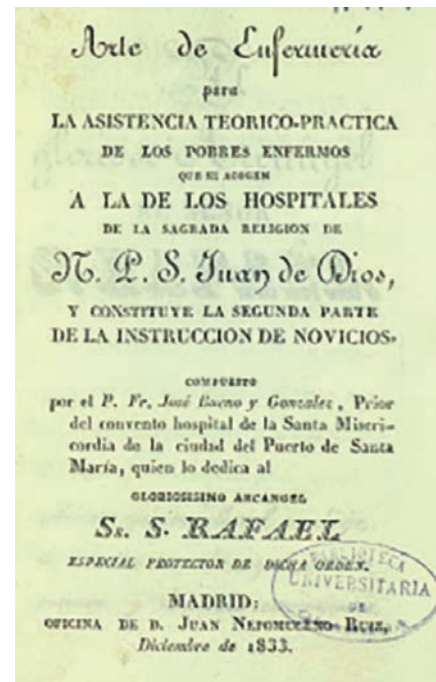 Arte de Enfermería
para
LA ASISTENCIA TEORICO-PRACTICA
DE LOS POBRES ENFERMOS
QUE SE ACOGEN
A LA DE LOS HOSPITALES
DE LA SAGRADA RELIGION DE
N. P. S. Juan de Dios,
Y CONSTITUYE LA SEGUNDA PARTE
DE LA INSTRUCCION DE NOVICIOS.
COMPUESTO
por el P. Fr. José Bueno y Gonzalez, Prior
del convento hospital de la Santa Miseri-
cordia de la ciudad del Puerto de Santa
María, quien lo dedica al
GLORIOSISIMO ARCANGEL
Sr. S. RAFAEL
ESPECIAL PROTECTOR DE DICHA ORDEN.
BIBLIOTECA
UNIVERSITARIA
DE
MADRID:
OFICINA DE D. JUAN NEPOMUCENO RUIZ,
Diciembre de 1833.